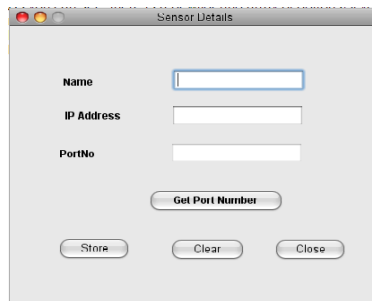 Sensor Details
Name
IP Address
PortNo
Get Port Number
Store Clear Close